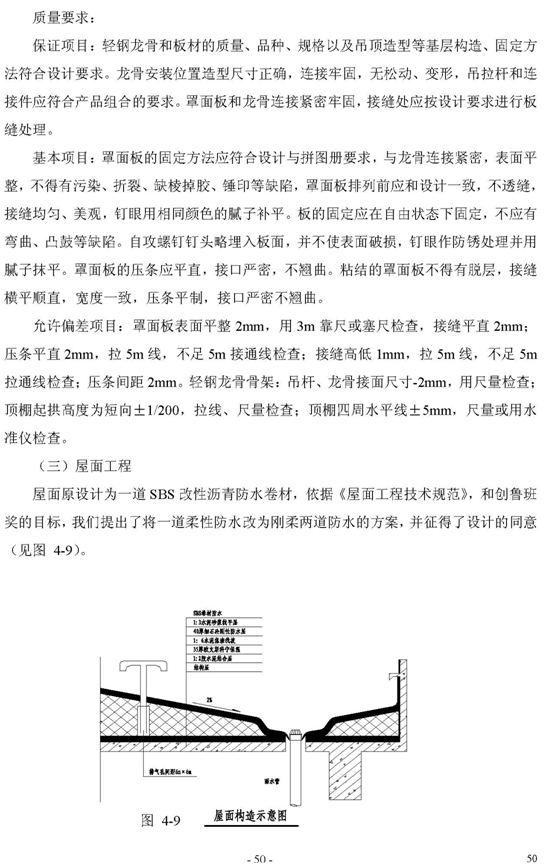 质量要求：
保证项目：轻钢龙骨和板材的质量、品种、规格以及吊顶造型等基层构造、固定方
法符合设计要求。龙骨安装位置造型尺寸正确，连接牢固，无松动、变形，吊拉杆和连
接件应符合产品组合的要求。罩面板和龙骨连接紧密牢固，接缝处应按设计要求进行板
缝处理。
基本项目：罩面板的固定方法应符合设计与拼图册要求，与龙骨连接紧密，表面平
整，不得有污染、折裂、缺棱掉胶、锤印等缺陷，罩面板排列前应和设计一致，不透缝，
接缝均匀、美观，钉眼用相同颜色的腻子补平。板的固定应在自由状态下固定，不应有
弯曲、凸鼓等缺陷。自攻螺钉钉头略埋入板面，并不使表面破损，钉眼作防锈处理并用
腻子抹平。罩面板的压条应平直，接口严密，不翘曲。粘结的罩面板不得有脱层，接缝
横平顺直，宽度一致，压条平制，接口严密不翘曲。
允许偏差项目：罩面板表面平整 2mm，用 3m 靠尺或塞尺检查，接缝平直 2mm；
压条平直 2mm，拉 5m 线，不足 5m 接通线检查；接缝高低 1mm，拉 5m 线，不足 5m
拉通线检查；压条间距 2mm。轻钢龙骨骨架：吊杆、龙骨接面尺寸-2mm，用尺量检查；
顶棚起拱高度为短向±1/200，拉线、尺量检查；顶棚四周水平线±5mm，尺量或用水
准仪检查。
（三）屋面工程
屋面原设计为一道 SBS 改性沥青防水卷材，依据《屋面工程技术规范》，和创鲁班
奖的目标，我们提出了将一道柔性防水改为刚柔两道防水的方案，并征得了设计的同意
（见图 4-9）。
SBS卷材防水
1:3水泥砂浆找平层
40厚细石砼刚性防水层
结构层
2%
排气孔间距6m×6m
雨水管
图 4-9 屋面构造示意图
- 50 -
50